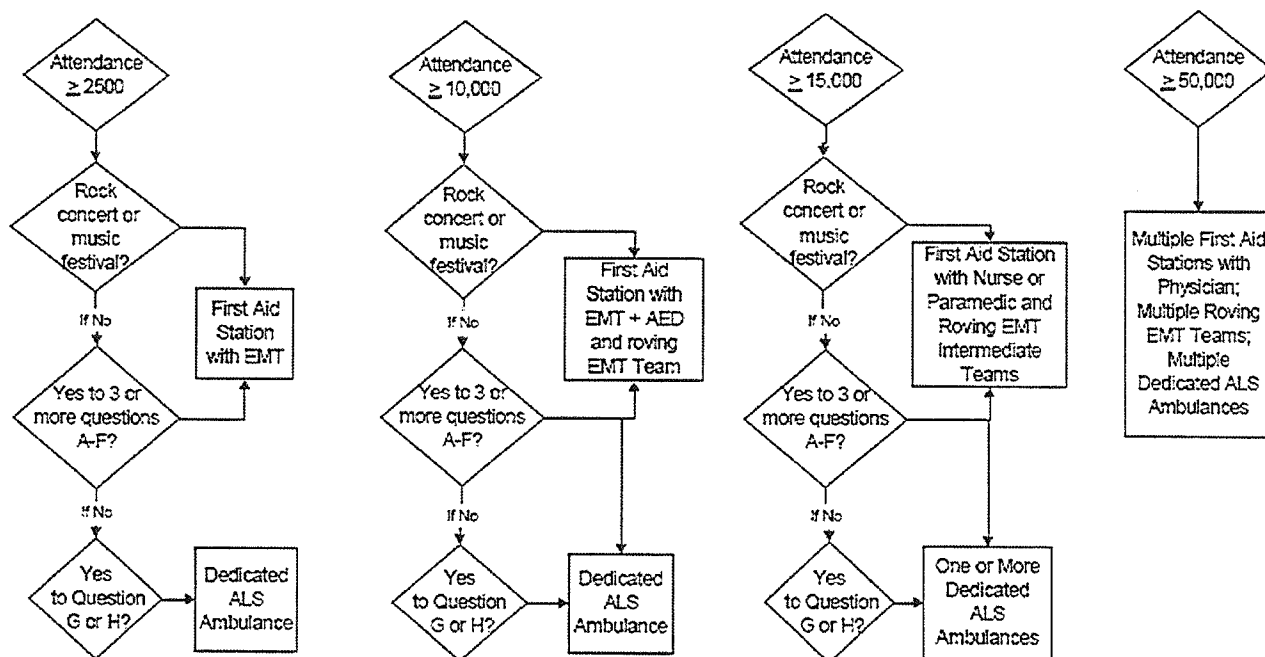 Attendance
≥ 2500
Rock
concert or
music
festival?
First Aid
Station
with EMT
If No
Yes to 3 or
more questions
A-F?
If No
Yes
to Question
G or H?
Dedicated
ALS
Ambulance
Attendance
≥ 10,000
Rock
concert or
music
festival?
First Aid
Station with
EMT + AED
and roving
EMT Team
If No
Yes to 3 or
more questions
A-F?
If No
Yes
to Question
G or H?
Dedicated
ALS
Ambulance
Attendance
≥ 15,000
Rock
concert or
music
festival?
First Aid Station
with Nurse or
Paramedic and
Roving EMT
Intermediate
Teams
If No
Yes to 3 or
more questions
A-F?
If No
Yes
to Question
G or H?
One or More
Dedicated
ALS
Ambulances
Attendance
≥ 50,000
Multiple First Aid
Stations with
Physician;
Multiple Roving
EMT Teams;
Multiple
Dedicated ALS
Ambulances